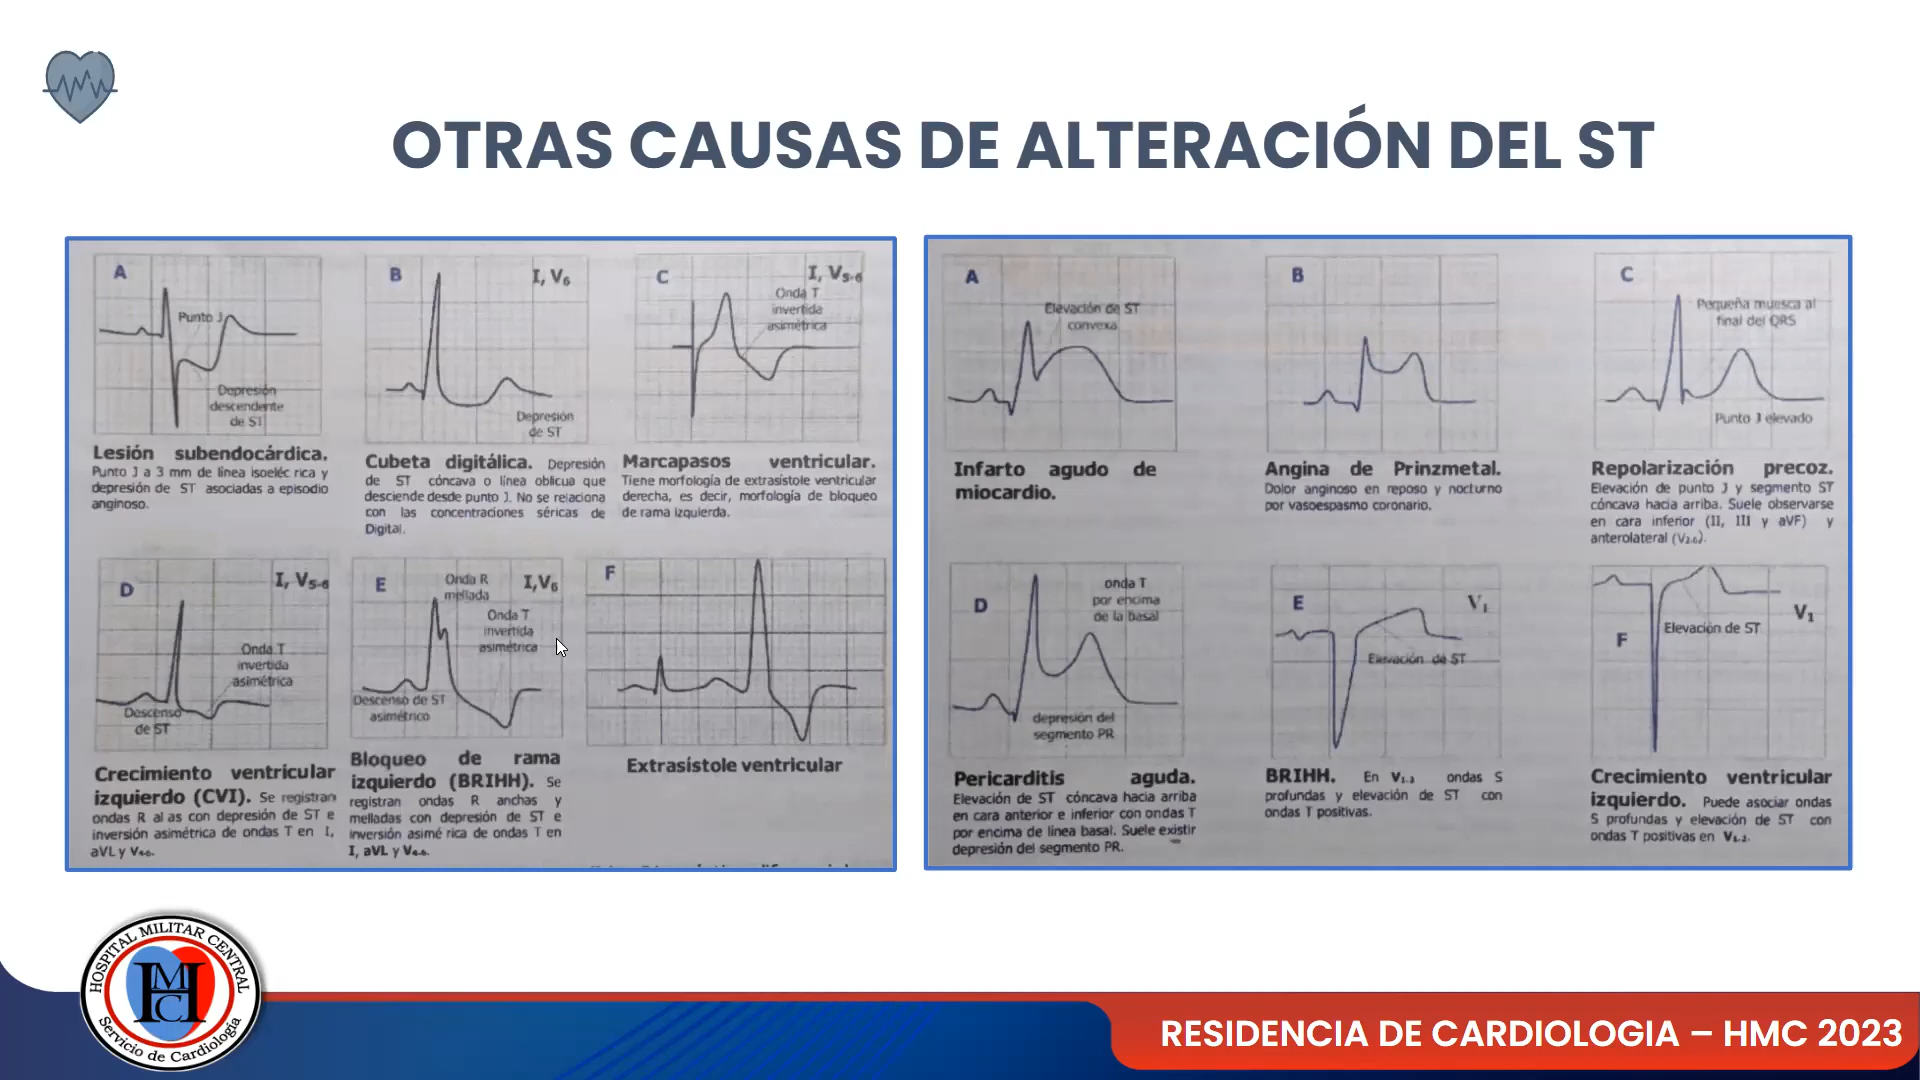 OTRAS CAUSAS DE ALTERACIÓN DEL ST
A
Punto J
Depresión
descendente
de ST
Lesión subendocárdica.
Punto J a 3 mm de línea isoeléc rica y
depresión de ST asociadas a episodio
anginoso.
B
I, V₆
Depresión
de ST
Cubeta digitálica. Depresión
de ST cóncava o línea oblicua que
desciende desde punto J. No se relaciona
con las concentraciones séricas de
Digital.
C
I, V₅₋₆
Onda T
invertida
asimétrica
Marcapasos ventricular.
Tiene morfología de extrasístole ventricular
derecha, es decir, morfología de bloqueo
de rama izquierda.
D
I, V₅₋₆
Onda T
invertida
asimétrica
Descenso
de ST
Crecimiento ventricular
izquierdo (CVI). Se registran
ondas R al as con depresión de ST e
inversión asimétrica de ondas T en I,
aVL y V₄₋₆.
E
Onda R
mellada
I,V₆
Onda T
invertida
asimétrica
Descenso de ST
asimétrico
Bloqueo de rama
izquierdo (BRIHH). Se
registran ondas R anchas y
melladas con depresión de ST e
inversión asimé rica de ondas T en
I, aVL y V₄₋₆.
F
Extrasístole ventricular
A
Elevación de ST
convexa
Infarto agudo de
miocardio.
B
Angina de Prinzmetal.
Dolor anginoso en reposo y nocturno
por vasoespasmo coronario.
C
Pequeña muesca al
final del QRS
Punto J elevado
Repolarización precoz.
Elevación de punto J y segmento ST
cóncava hacia arriba. Suele observarse
en cara inferior (II, III y aVF) y
anterolateral (V₂₋₆).
D
onda T
por encima
de la basal
depresión del
segmento PR
Pericarditis aguda.
Elevación de ST cóncava hacia arriba
en cara anterior e inferior con ondas T
por encima de línea basal. Suele existir
depresión del segmento PR.
E
V₁
Elevación de ST
BRIHH. En V₁₋₃ ondas S
profundas y elevación de ST con
ondas T positivas.
F
V₁
Elevación de ST
Crecimiento ventricular
izquierdo. Puede asociar ondas
S profundas y elevación de ST con
ondas T positivas en V₁₋₂.
HOSPITAL MILITAR CENTRAL
HMC
Servicio de Cardiología
RESIDENCIA DE CARDIOLOGIA – HMC 2023